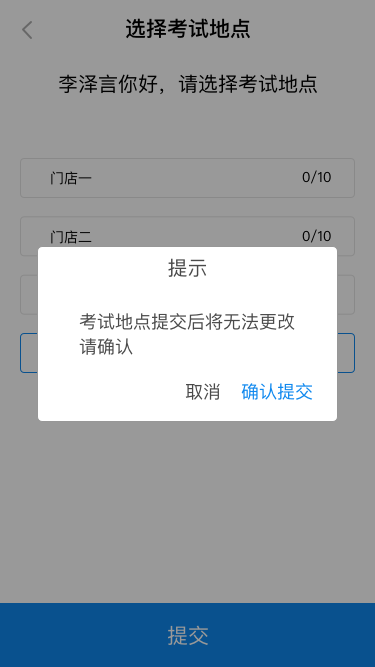 选择考试地点
李泽言你好，请选择考试地点
门店一 0/10
门店二 0/10
提示
考试地点提交后将无法更改
请确认
取消 确认提交
提交